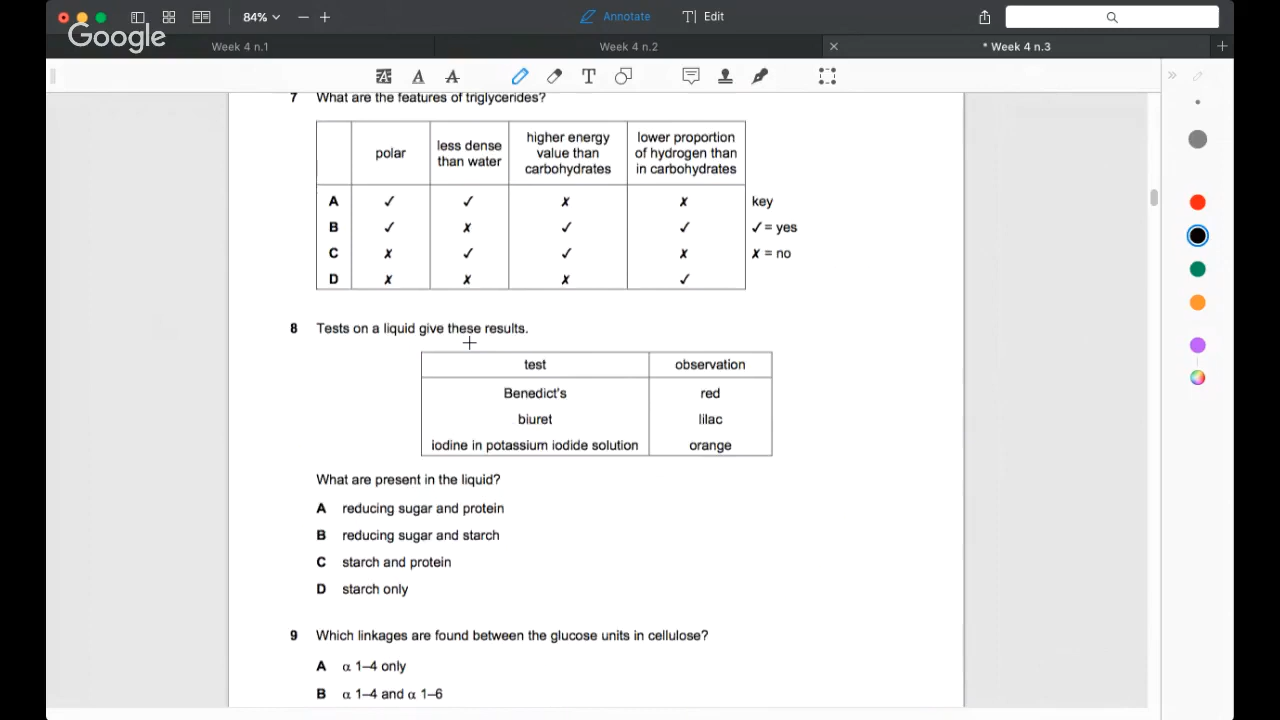 84%
Annotate
Edit
Google
Week 4 n.1
Week 4 n.2
* Week 4 n.3
7 What are the features of triglycerides?
polar less dense than water higher energy value than carbohydrates lower proportion of hydrogen than in carbohydrates
A ✓ ✓ ✗ ✗ key
B ✓ ✗ ✓ ✓ ✓ = yes
C ✗ ✓ ✓ ✗ ✗ = no
D ✗ ✗ ✗ ✓
8 Tests on a liquid give these results.
test observation
Benedict's red
biuret lilac
iodine in potassium iodide solution orange
What are present in the liquid?
A reducing sugar and protein
B reducing sugar and starch
C starch and protein
D starch only
9 Which linkages are found between the glucose units in cellulose?
A α 1–4 only
B α 1–4 and α 1–6